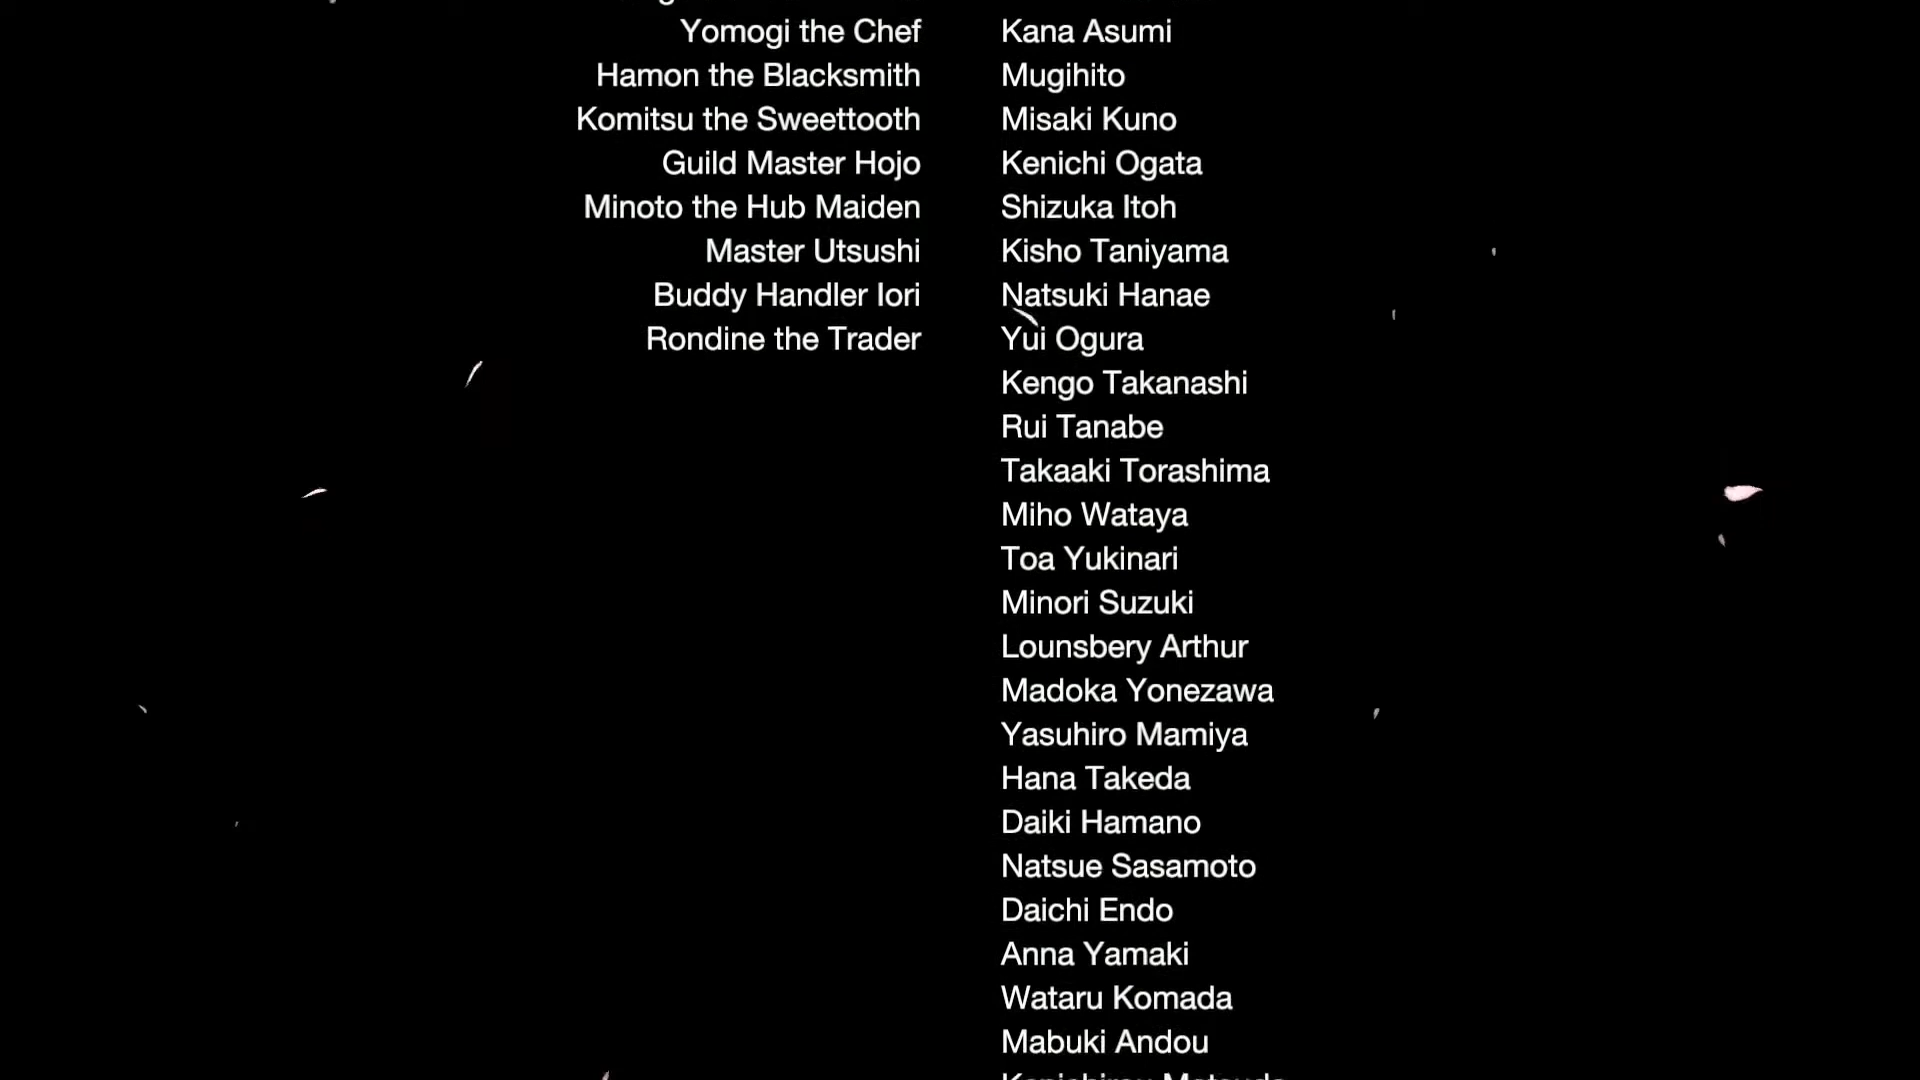 Yomogi the Chef Kana Asumi
Hamon the Blacksmith Mugihito
Komitsu the Sweettooth Misaki Kuno
Guild Master Hojo Kenichi Ogata
Minoto the Hub Maiden Shizuka Itoh
Master Utsushi Kisho Taniyama
Buddy Handler Iori Natsuki Hanae
Rondine the Trader Yui Ogura
Kengo Takanashi
Rui Tanabe
Takaaki Torashima
Miho Wataya
Toa Yukinari
Minori Suzuki
Lounsbery Arthur
Madoka Yonezawa
Yasuhiro Mamiya
Hana Takeda
Daiki Hamano
Natsue Sasamoto
Daichi Endo
Anna Yamaki
Wataru Komada
Mabuki Andou